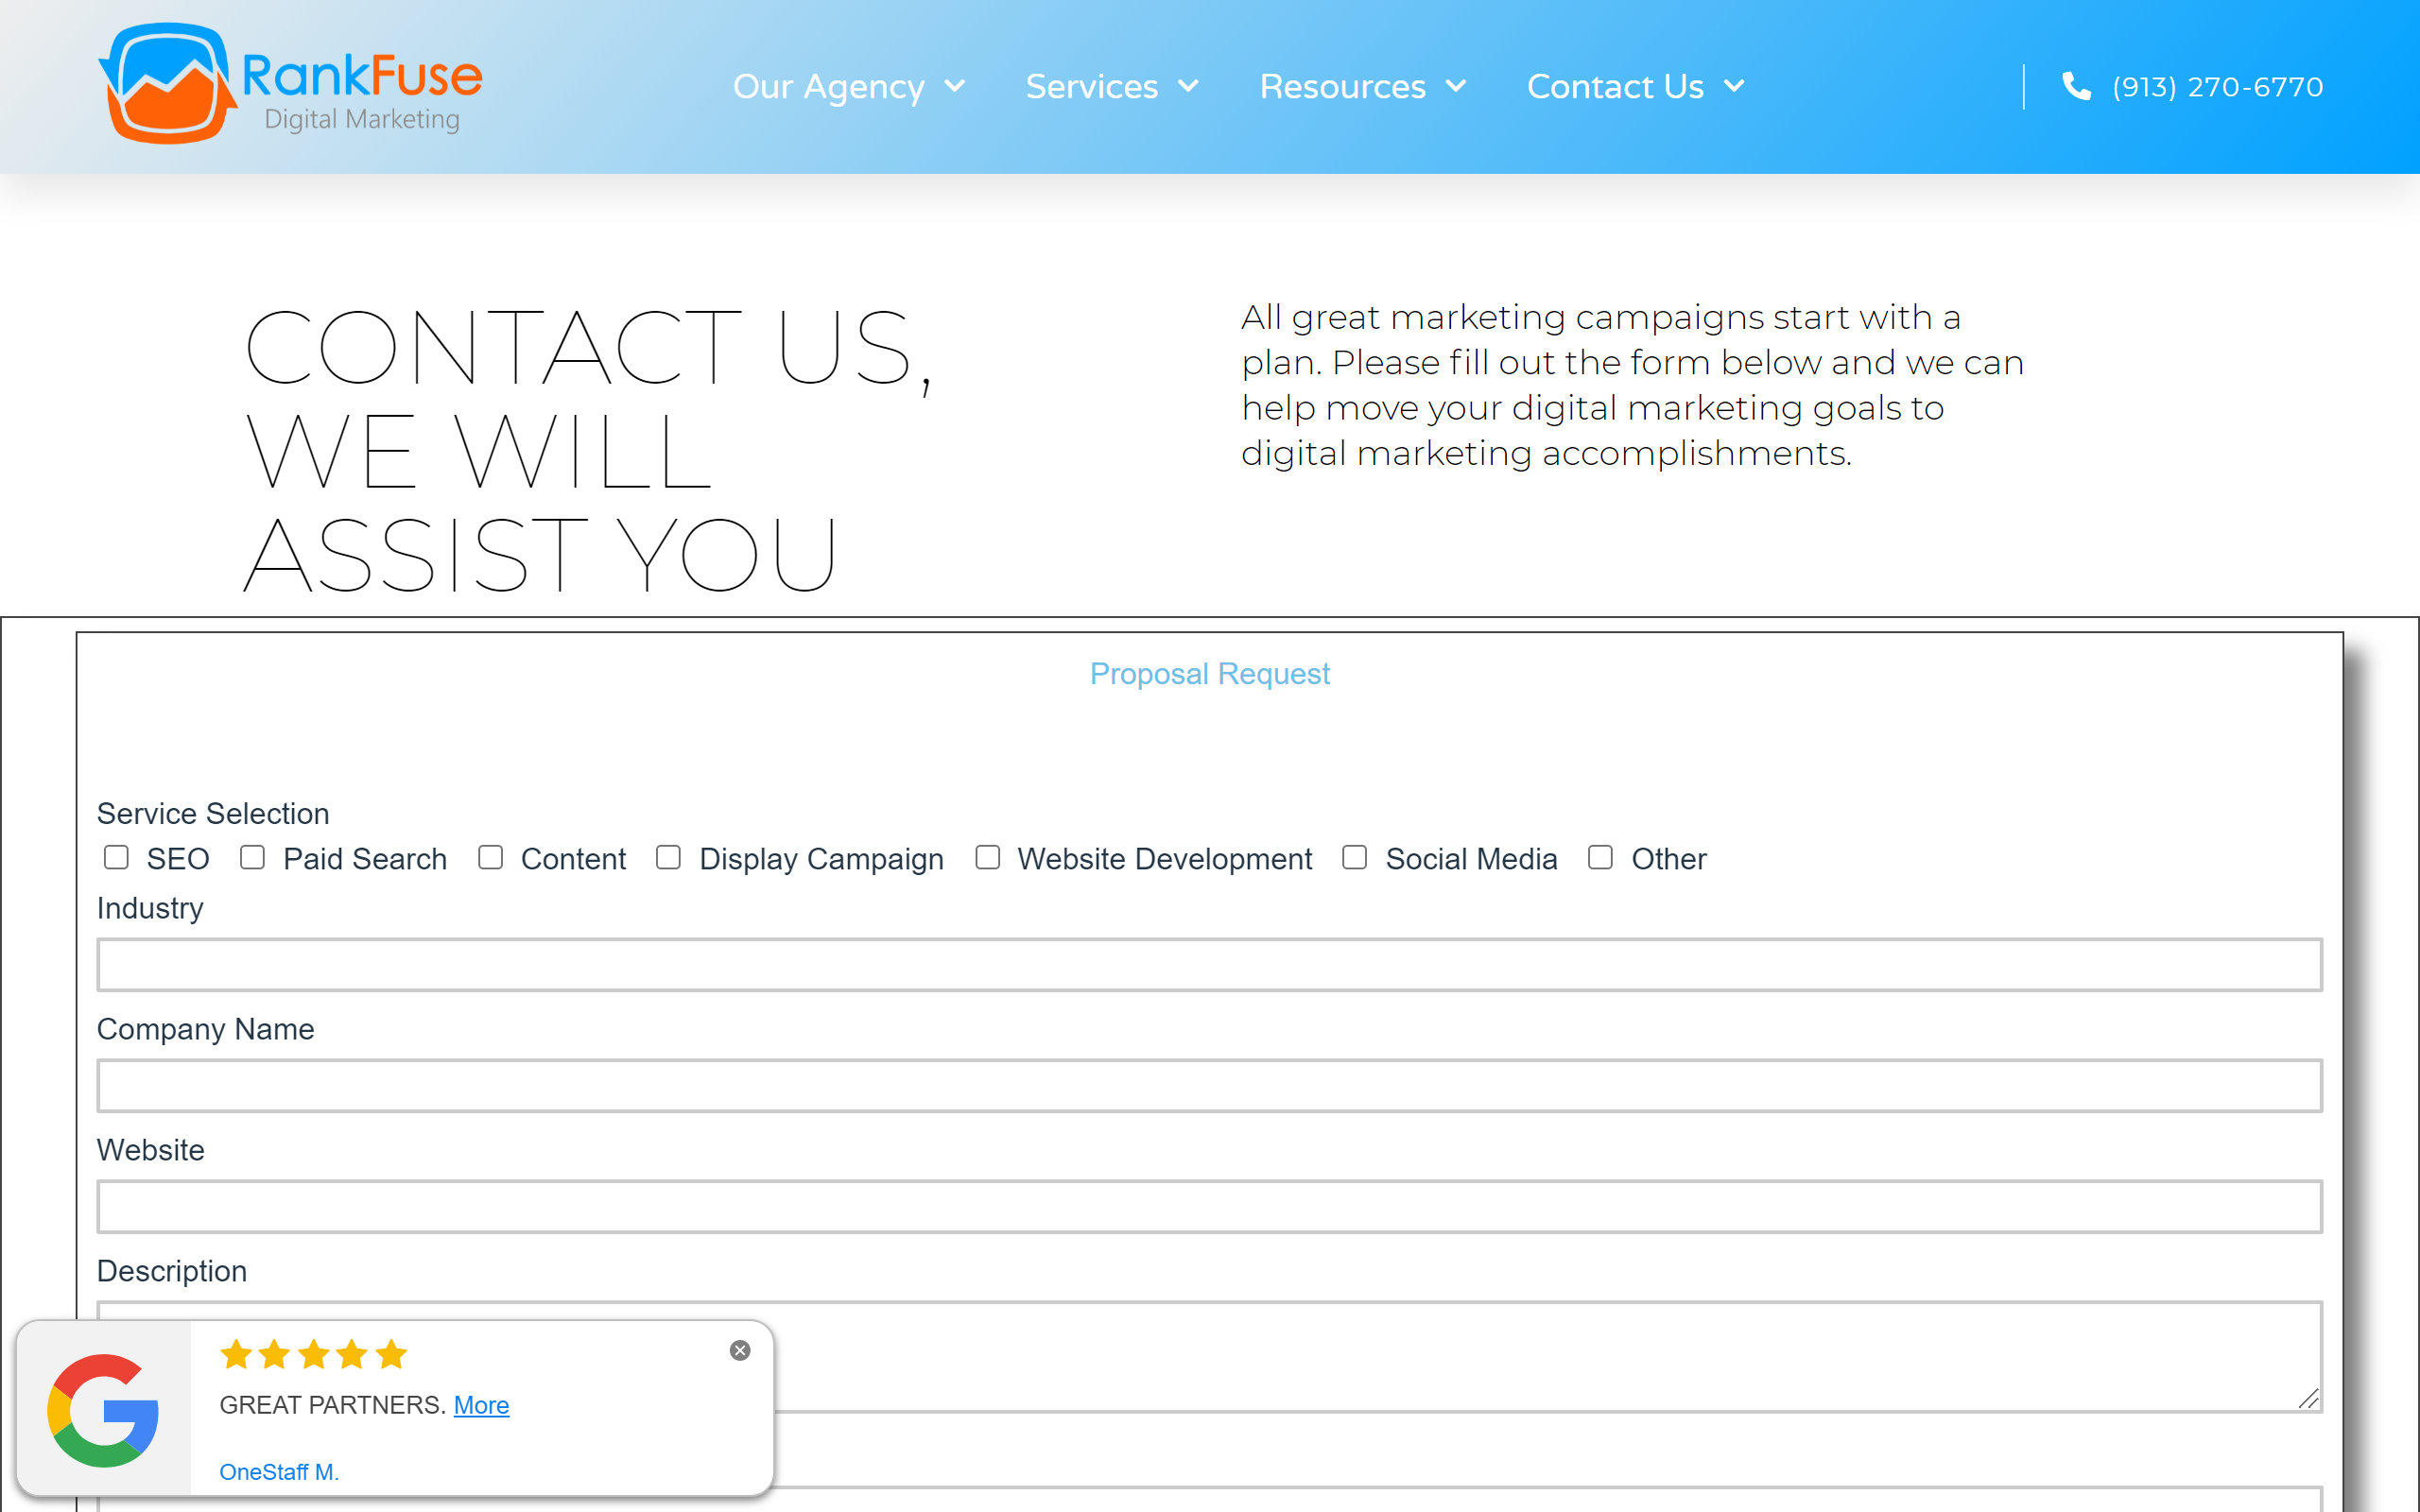 RankFuse
Digital Marketing
Our Agency
Services
Resources
Contact Us
(913) 270-6770
CONTACT US,
WE WILL
ASSIST YOU
All great marketing campaigns start with a
plan. Please fill out the form below and we can
help move your digital marketing goals to
digital marketing accomplishments.
Proposal Request
Service Selection
SEO Paid Search Content Display Campaign Website Development Social Media Other
Industry
Company Name
Website
Description
GREAT PARTNERS. More
OneStaff M.